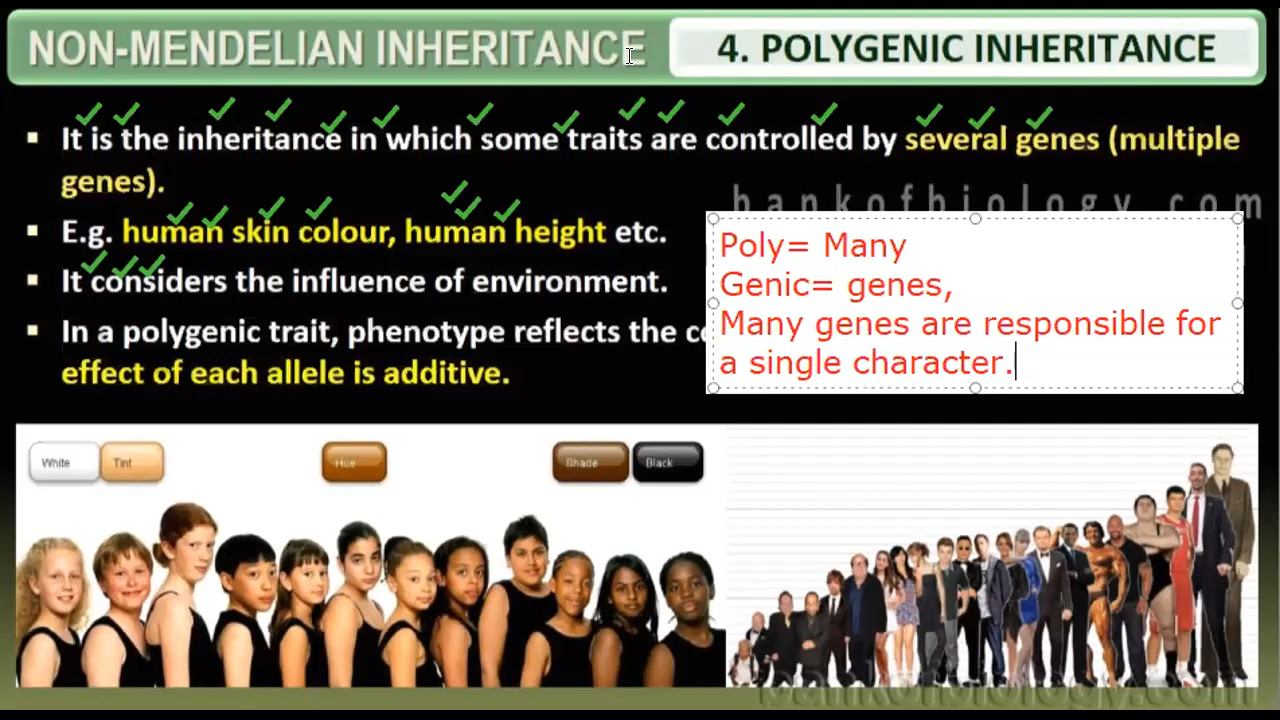 NON-MENDELIAN INHERITANCE
4. POLYGENIC INHERITANCE
▪ It is the inheritance in which some traits are controlled by several genes (multiple
genes).
bankofbiology.com
▪ E.g. human skin colour, human height etc.
▪ It considers the influence of environment.
▪ In a polygenic trait, phenotype reflects the
effect of each allele is additive.
Poly= Many
Genic= genes,
Many genes are responsible for
a single character.
White
Tint
Hue
Shade
Black
bankofbiology.com